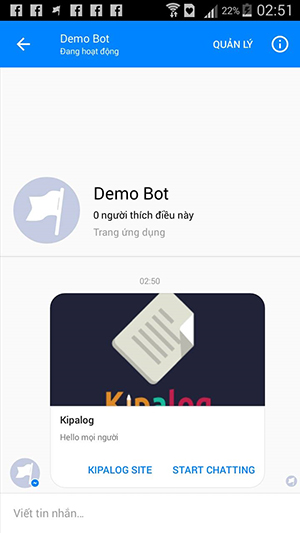 22% 02:51
Demo Bot
Đang hoạt động
QUẢN LÝ
Demo Bot
0 người thích điều này
Trang ứng dụng
02:50
Kipalog
Kipalog
Hello mọi người
KIPALOG SITE START CHATTING
Viết tin nhắn...